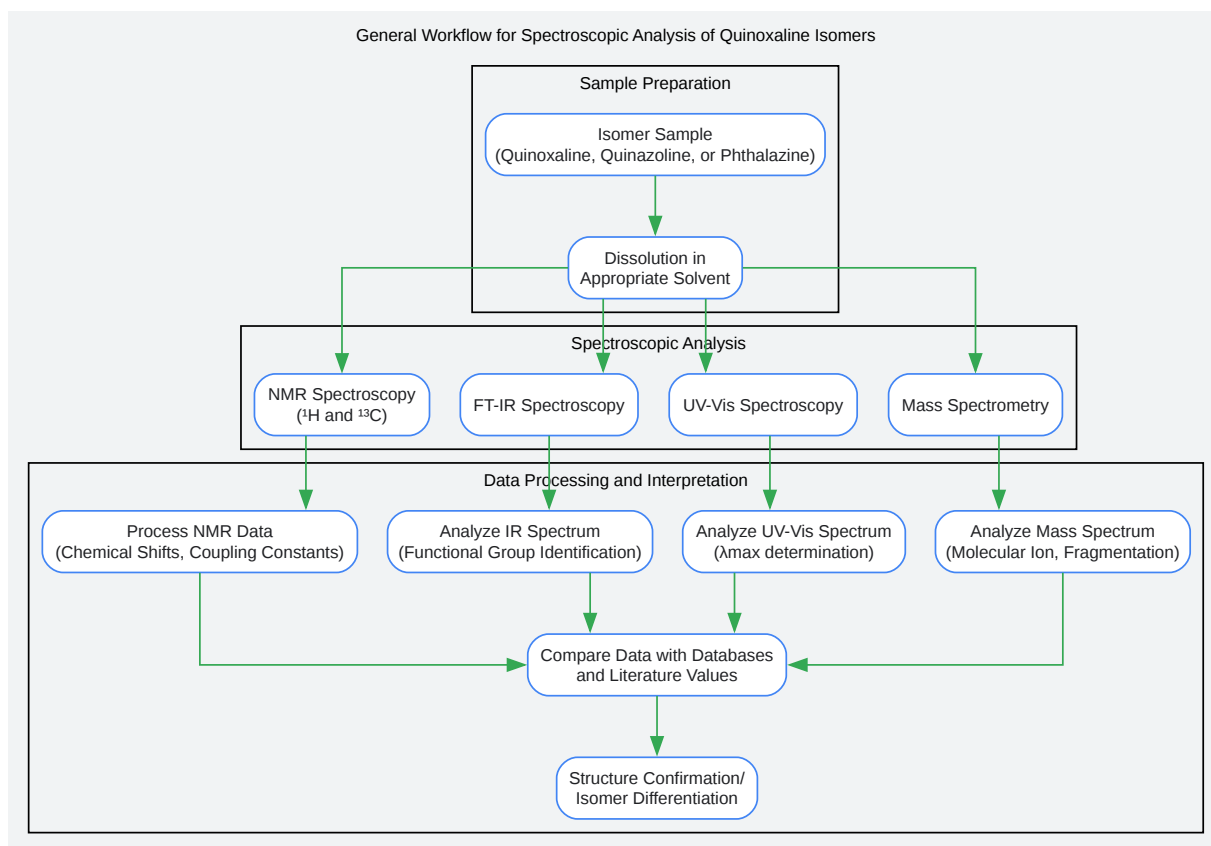 General Workflow for Spectroscopic Analysis of Quinoxaline Isomers
Sample Preparation
Isomer Sample
(Quinoxaline, Quinazoline, or Phthalazine)
Dissolution in
Appropriate Solvent
Spectroscopic Analysis
NMR Spectroscopy
(¹H and ¹³C)
FT-IR Spectroscopy
UV-Vis Spectroscopy
Mass Spectrometry
Data Processing and Interpretation
Process NMR Data
(Chemical Shifts, Coupling Constants)
Analyze IR Spectrum
(Functional Group Identification)
Analyze UV-Vis Spectrum
(λmax determination)
Analyze Mass Spectrum
(Molecular Ion, Fragmentation)
Compare Data with Databases
and Literature Values
Structure Confirmation/
Isomer Differentiation